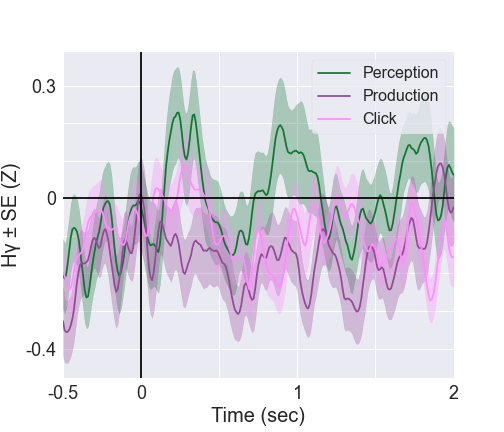 Perception
Production
Click
Hγ ± SE (Z)
0.3
0
-0.4
-0.5 0 1 2
Time (sec)